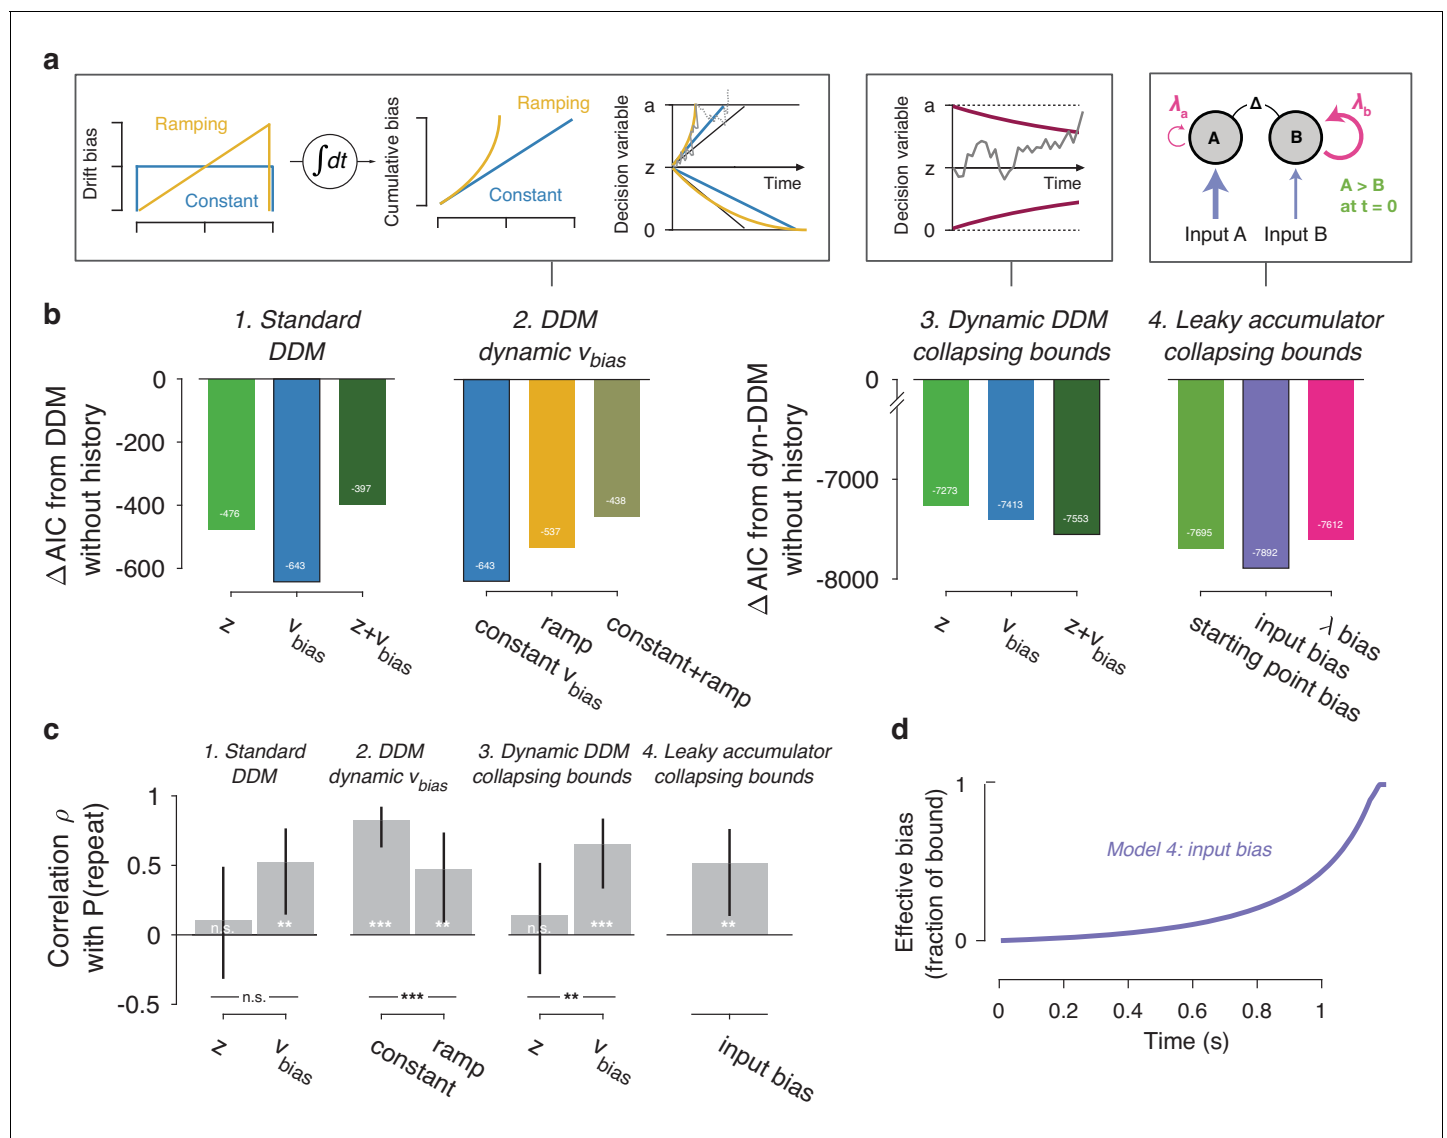 a
Drift bias
Ramping
Constant
∫dt
Cumulative bias
Ramping
Constant
Decision variable
a
z
0
Time
Decision variable
a
z
0
Time
λa
Δ
λb
A
B
A > B
at t = 0
Input A
Input B
b
1. Standard
DDM
2. DDM
dynamic vbias
3. Dynamic DDM
collapsing bounds
4. Leaky accumulator
collapsing bounds
Δ AIC from DDM
without history
0
-200
-400
-600
-476
-643
-397
z
vbias
z+vbias
-643
-537
-438
constant vbias
ramp
constant+ramp
Δ AIC from dyn-DDM
without history
0
-7000
-8000
-7273
-7413
-7553
z
vbias
z+vbias
-7695
-7892
-7612
starting point bias
input bias
λ bias
c
1. Standard
DDM
2. DDM
dynamic vbias
3. Dynamic DDM
collapsing bounds
4. Leaky accumulator
collapsing bounds
Correlation ρ
with P(repeat)
1
0.5
0
-0.5
n.s.
**
***
**
n.s.
***
**
n.s.
***
**
z
vbias
constant
ramp
z
vbias
input bias
d
Effective bias
(fraction of bound)
1
0
Model 4: input bias
0
0.2
0.4
0.6
0.8
1
Time (s)